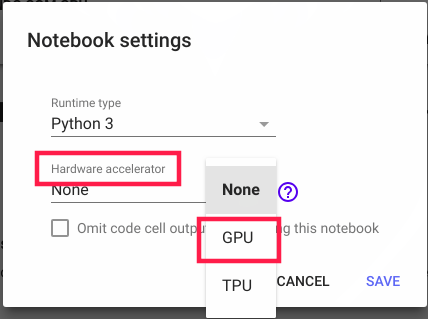 Notebook settings
Runtime type
Python 3
Hardware accelerator
None
None
?
Omit code cell outpu
g this notebook
GPU
TPU
CANCEL
SAVE